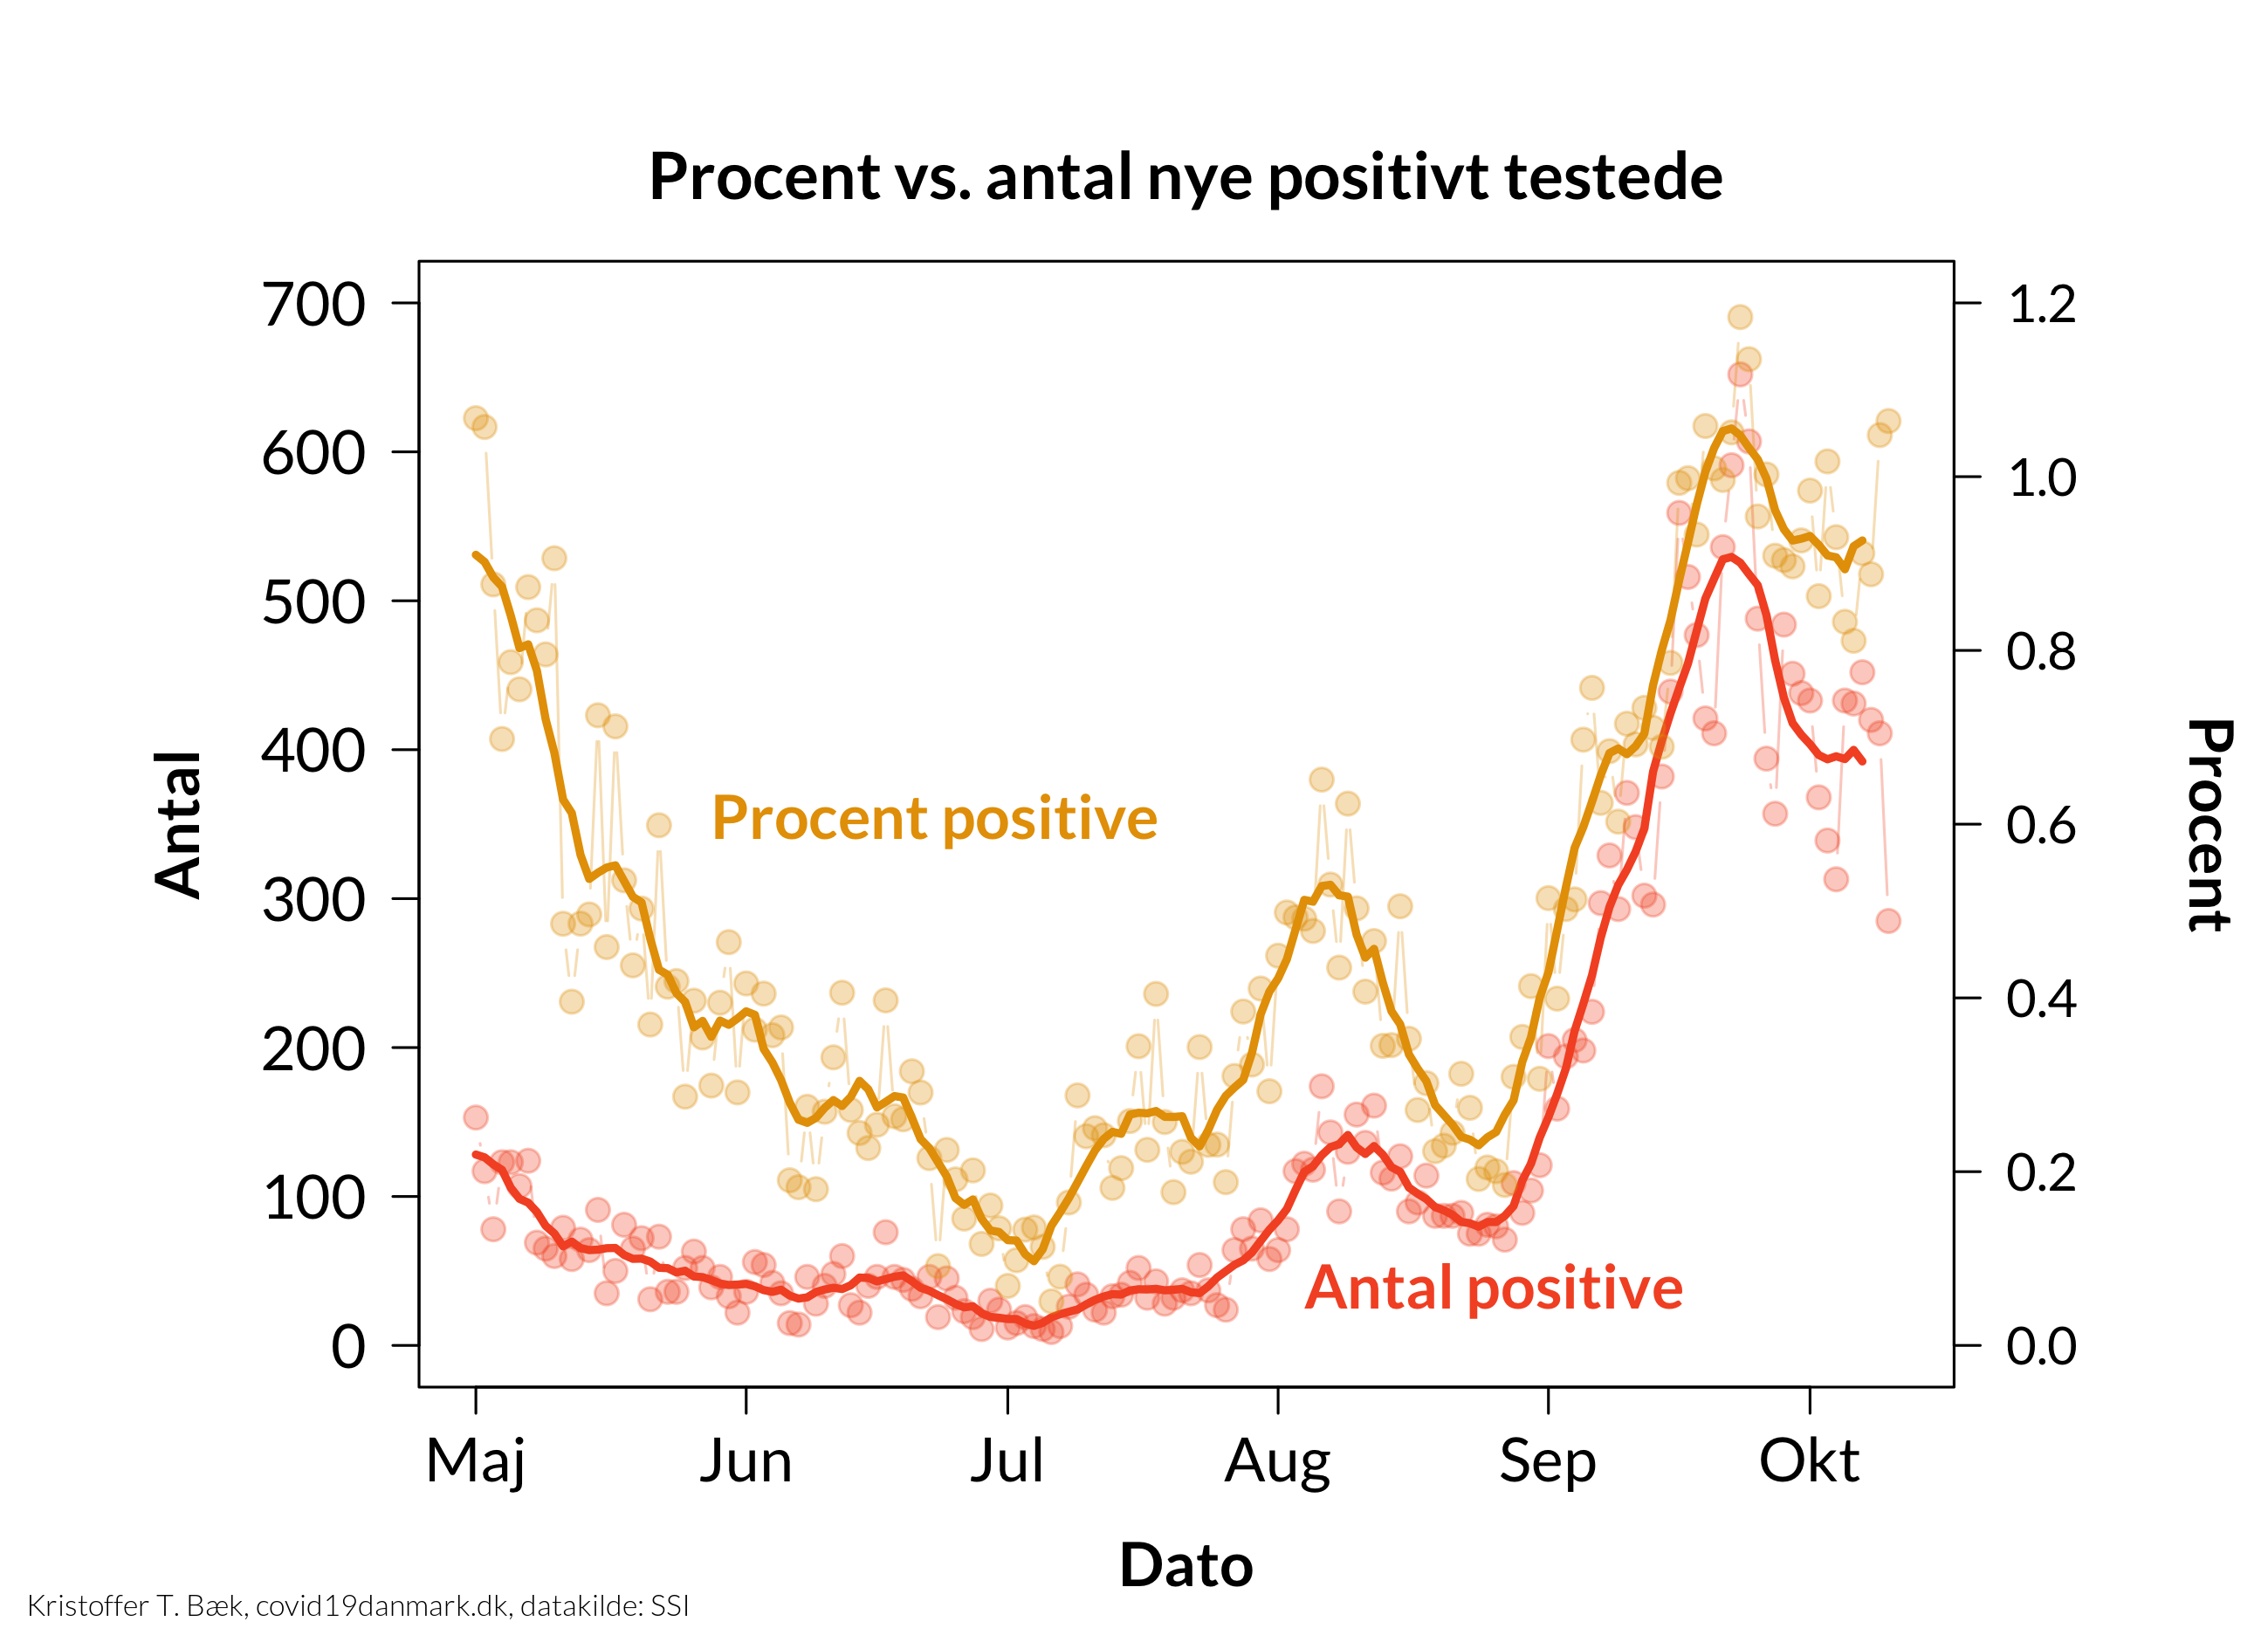 Procent vs. antal nye positivt testede
700
600
500
400
300
200
100
0
Antal
1.2
1.0
0.8
0.6
0.4
0.2
0.0
Procent
Procent positive
Antal positive
Maj Jun Jul Aug Sep Okt
Dato
Kristoffer T. Bæk, covid19danmark.dk, datakilde: SSI